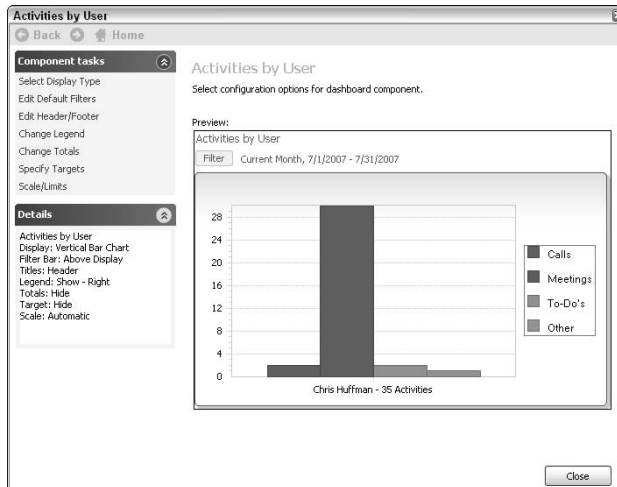 Activities by User
Back Home
Component tasks
Select Display Type
Edit Default Filters
Edit Header/Footer
Change Legend
Change Totals
Specify Targets
Scale/Limits
Details
Activities by User
Display: Vertical Bar Chart
Filter Bar: Above Display
Titles: Header
Legend: Show - Right
Totals: Hide
Target: Hide
Scale: Automatic
Activities by User
Select configuration options for dashboard component.
Preview:
Activities by User
Filter Current Month, 7/1/2007 - 7/31/2007
28
24
20
16
12
8
4
0
Chris Huffman - 35 Activities
Calls
Meetings
To-Do's
Other
Close